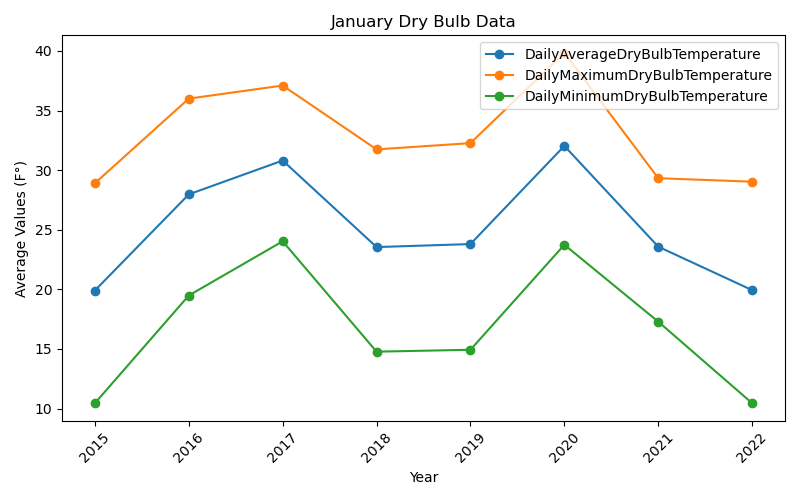 January Dry Bulb Data
DailyAverageDryBulbTemperature
DailyMaximumDryBulbTemperature
DailyMinimumDryBulbTemperature
Average Values (F°)
40
35
30
25
20
15
10
2015
2016
2017
2018
2019
2020
2021
2022
Year